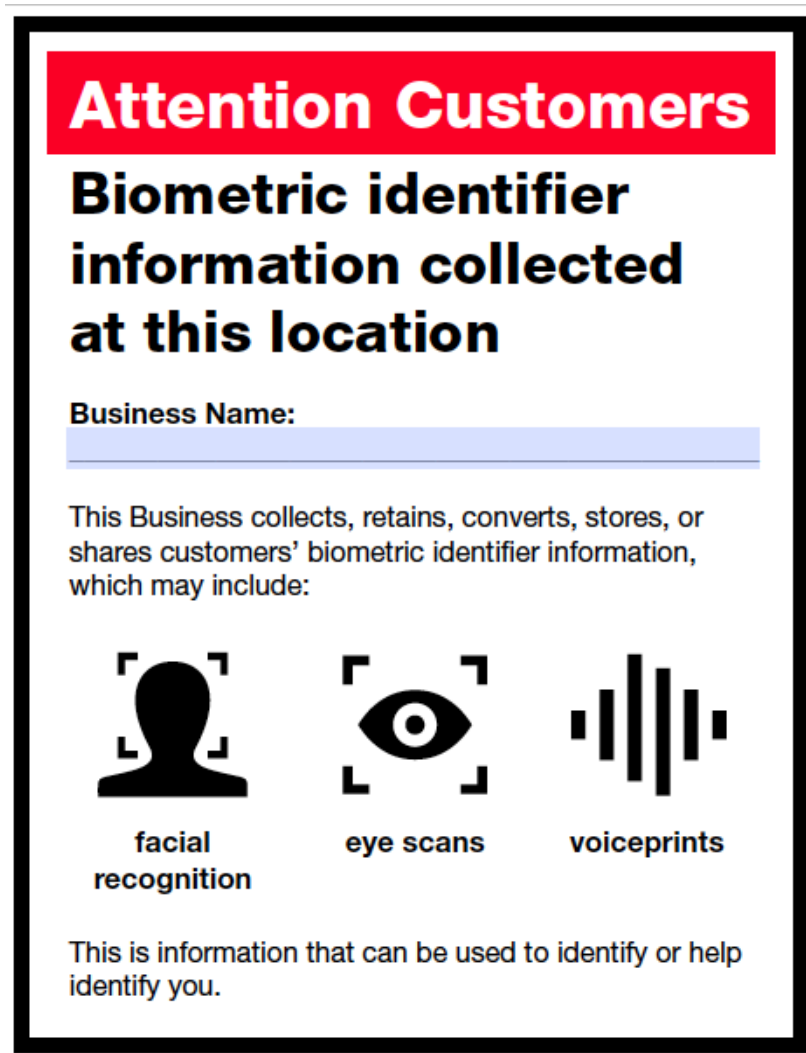 Attention Customers
Biometric identifier
information collected
at this location
Business Name:
This Business collects, retains, converts, stores, or
shares customers’ biometric identifier information,
which may include:
facial
recognition
eye scans
voiceprints
This is information that can be used to identify or help
identify you.